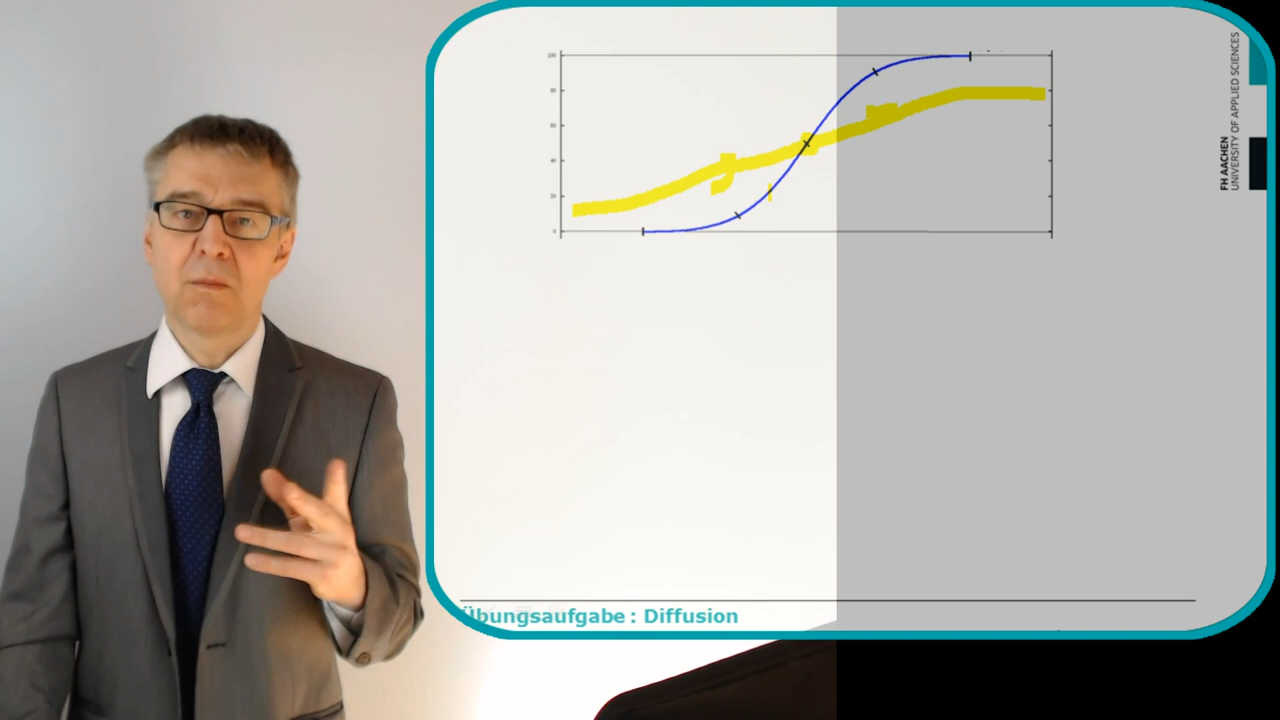 100
80
60
40
20
0
FH AACHEN
UNIVERSITY OF APPLIED SCIENCES
Übungsaufgabe : Diffusion